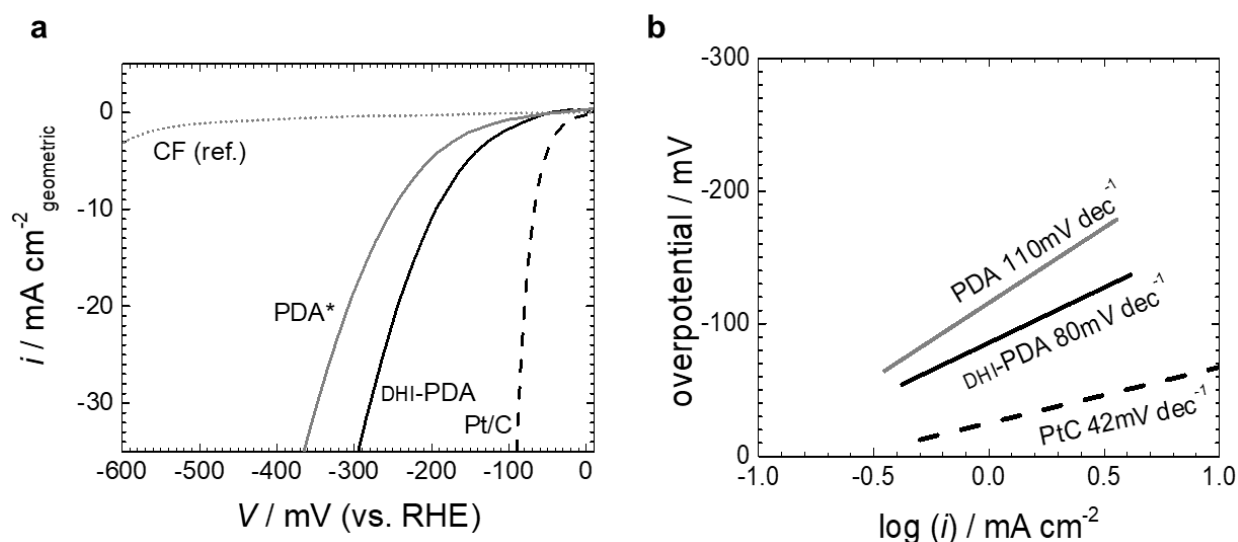 a
0
-10
-20
-30
i / mA cm⁻² geometric
CF (ref.)
PDA*
DHI-PDA
Pt/C
-600 -500 -400 -300 -200 -100 0
V / mV (vs. RHE)
b
-300
-200
-100
0
overpotential / mV
PDA 110mV dec⁻¹
DHI-PDA 80mV dec⁻¹
PtC 42mV dec⁻¹
-1.0 -0.5 0.0 0.5 1.0
log (i) / mA cm⁻²